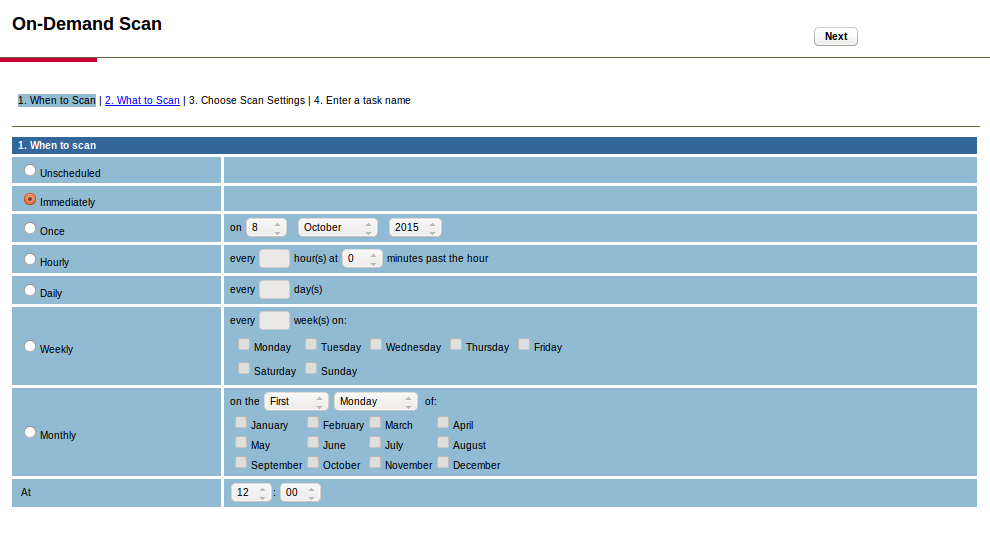 On-Demand Scan
Next
1. When to Scan | 2. What to Scan | 3. Choose Scan Settings | 4. Enter a task name
1. When to scan
Unscheduled
Immediately
Once on 8 October 2015
Hourly every hour(s) at 0 minutes past the hour
Daily every day(s)
Weekly every week(s) on:
Monday Tuesday Wednesday Thursday Friday
Saturday Sunday
Monthly on the First Monday of:
January February March April
May June July August
September October November December
At 12 : 00